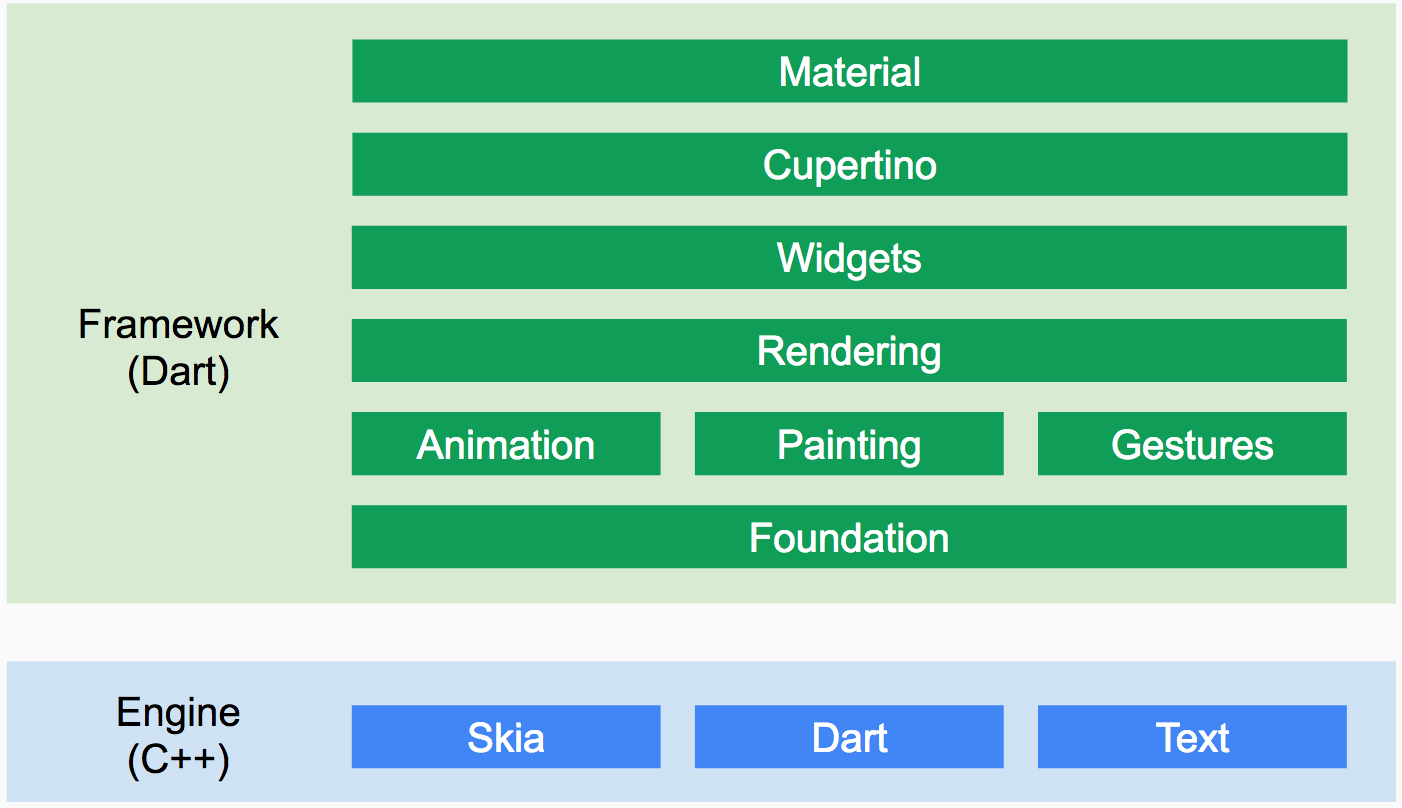 Material
Cupertino
Widgets
Framework
(Dart)
Rendering
Animation
Painting
Gestures
Foundation
Engine
(C++)
Skia
Dart
Text